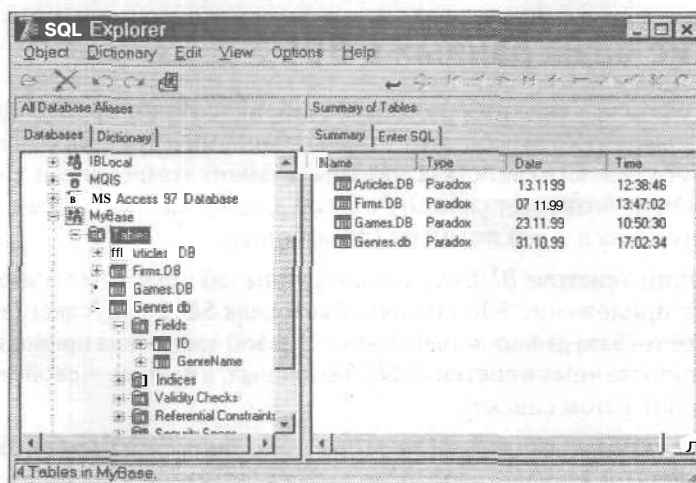 SQL Explorer
Object Dictionary Edit View Options Help
All Database Aliases
Summary of Tables
Databases Dictionary
Summary Enter SQL
IBLocal
MQIS
MS Access 97 Database
MyBase
Tables
DB
Firms.DB
Games.DB
Genres.db
Fields
ID
GenreName
Indices
Validity Checks
Referential Constraints
Name Type Date Time
Articles.DB Paradox 13.11.99 12:38:46
Firms.DB Paradox 07 11.99 13:47:02
Games.DB Paradox 23.11.99 10:50:30
Genres.db Paradox 31.10.99 17:02:34
4 Tables in MyBase.